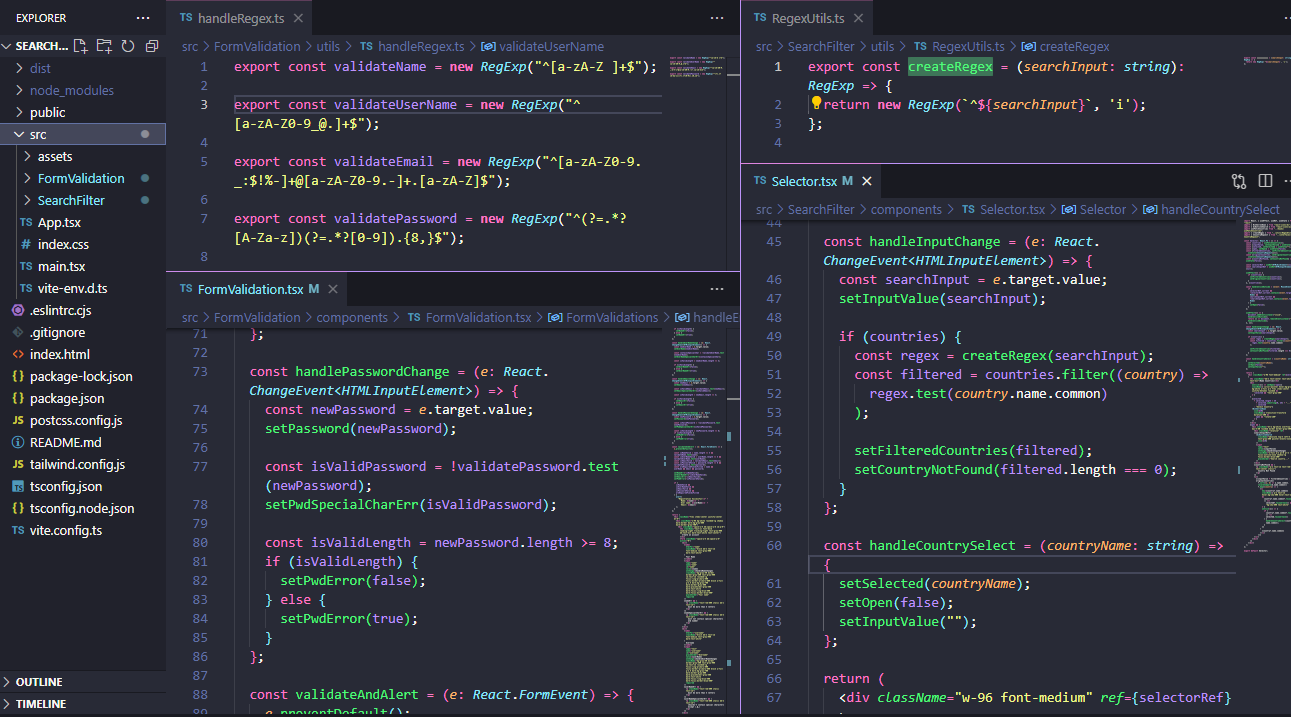 EXPLORER
SEARCH...
dist
node_modules
public
src
assets
FormValidation
SearchFilter
TS App.tsx
# index.css
TS main.tsx
TS vite-env.d.ts
.eslintrc.cjs
.gitignore
<> index.html
{} package-lock.json
{} package.json
JS postcss.config.js
README.md
JS tailwind.config.js
TS tsconfig.json
{} tsconfig.node.json
TS vite.config.ts
OUTLINE
TIMELINE
TS handleRegex.ts
src > FormValidation > utils > TS handleRegex.ts > validateUserName
1 export const validateName = new RegExp("^[a-zA-Z ]+$");
2
3 export const validateUserName = new RegExp("^
[a-zA-Z0-9_@.]+$");
4
5 export const validateEmail = new RegExp("^[a-zA-Z0-9.
_:$!%-]+@[a-zA-Z0-9.-]+.[a-zA-Z]$");
6
7 export const validatePassword = new RegExp("^(?=.*?
[A-Za-z])(?=.*?[0-9]).{8,}$");
8
TS FormValidation.tsx M
src > FormValidation > components > TS FormValidation.tsx > FormValidations > handleE
71 };
72
73 const handlePasswordChange = (e: React.
ChangeEvent<HTMLInputElement>) => {
74 const newPassword = e.target.value;
75 setPassword(newPassword);
76
77 const isValidPassword = !validatePassword.test
(newPassword);
78 setPwdSpecialCharErr(isValidPassword);
79
80 const isValidLength = newPassword.length >= 8;
81 if (isValidLength) {
82 setPwdError(false);
83 } else {
84 setPwdError(true);
85 }
86 };
87
88 const validateAndAlert = (e: React.FormEvent) => {
89 e.preventDefault();
TS RegexUtils.ts
src > SearchFilter > utils > TS RegexUtils.ts > createRegex
1 export const createRegex = (searchInput: string):
RegExp => {
2 return new RegExp(`^${searchInput}`, 'i');
3 };
4
TS Selector.tsx M
src > SearchFilter > components > TS Selector.tsx > Selector > handleCountrySelect
44
45 const handleInputChange = (e: React.
ChangeEvent<HTMLInputElement>) => {
46 const searchInput = e.target.value;
47 setInputValue(searchInput);
48
49 if (countries) {
50 const regex = createRegex(searchInput);
51 const filtered = countries.filter((country) =>
52 regex.test(country.name.common)
53 );
54
55 setFilteredCountries(filtered);
56 setCountryNotFound(filtered.length === 0);
57 }
58 };
59
60 const handleCountrySelect = (countryName: string) =>
{
61 setSelected(countryName);
62 setOpen(false);
63 setInputValue("");
64 };
65
66 return (
67 <div className="w-96 font-medium" ref={selectorRef}